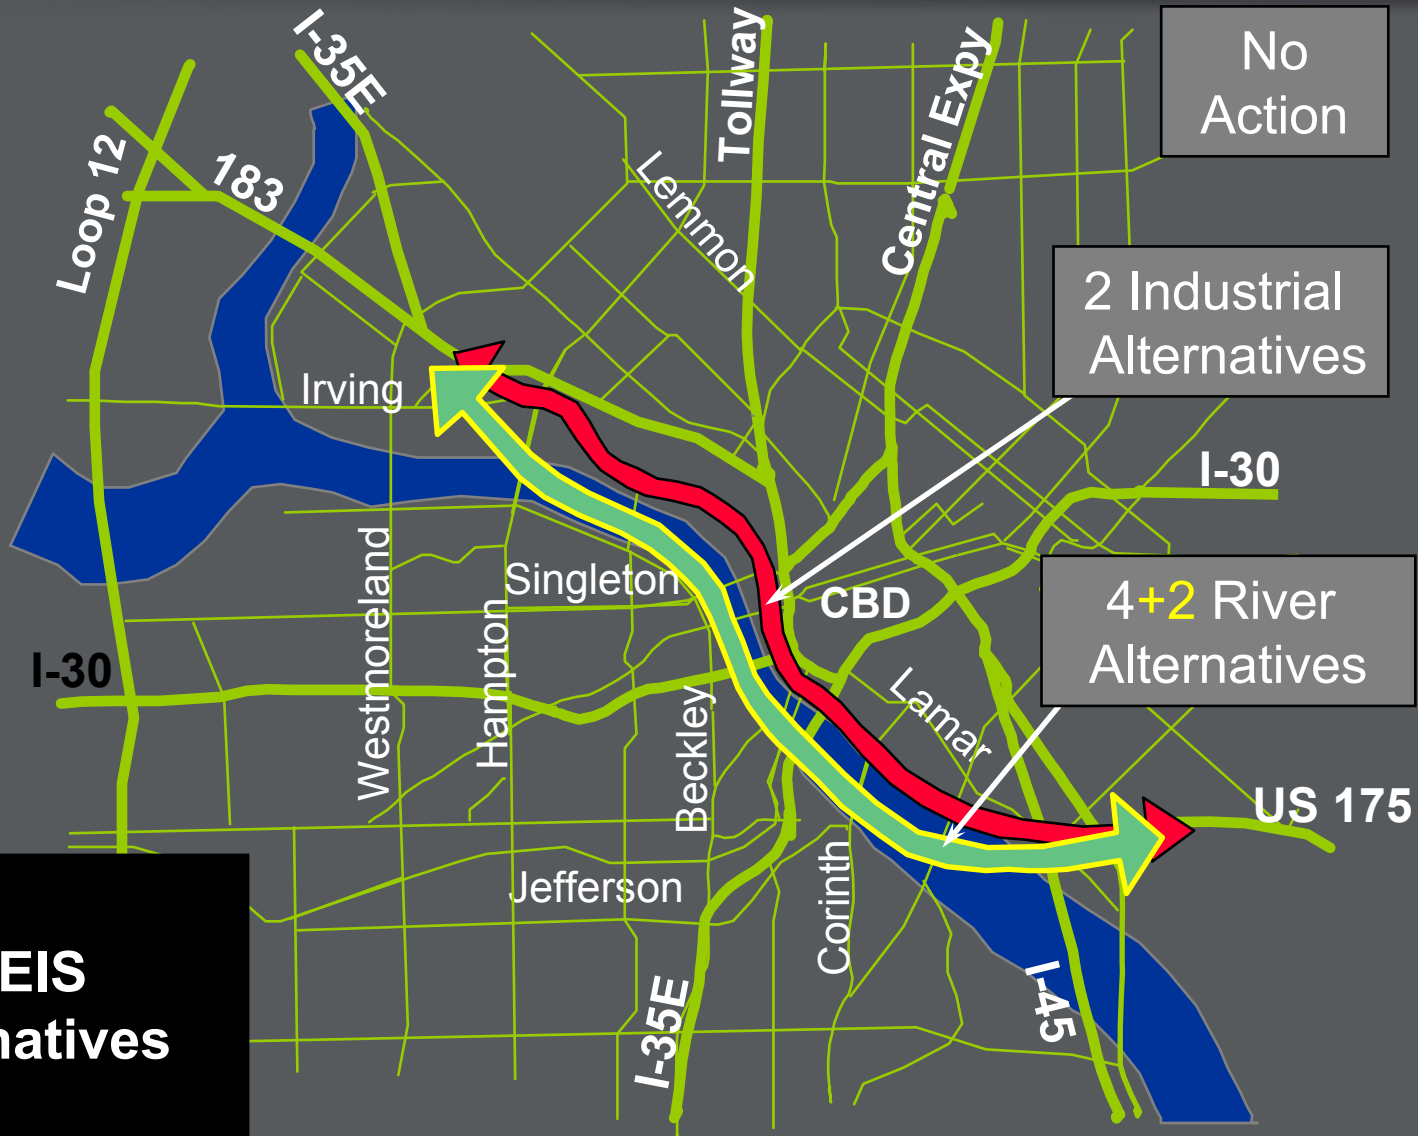 I-35E
Tollway
Central Expy
No
Action
Loop 12
183
Lemmon
2 Industrial
Alternatives
Irving
I-30
Westmoreland
Singleton
Hampton
CBD
4+2 River
Alternatives
I-30
Beckley
Lamar
US 175
Jefferson
Corinth
EIS
natives
I-35E
I-45